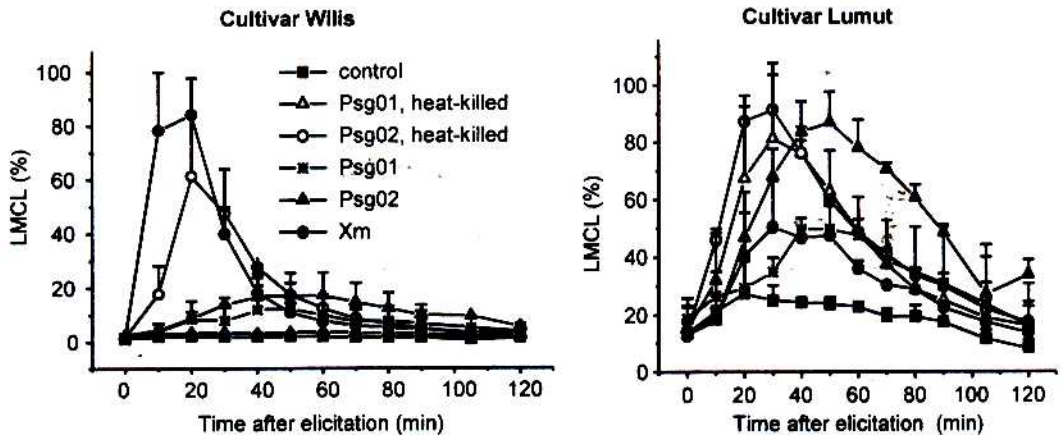 Cultivar Wilis
LMCL (%)
100
80
60
40
20
0
control
Psg01, heat-killed
Psg02, heat-killed
Psg01
Psg02
Xm
0 20 40 60 80 100 120
Time after elicitation (min)
Cultivar Lumut
LMCL (%)
100
80
60
40
20
0
0 20 40 60 80 100 120
Time after elicitation (min)